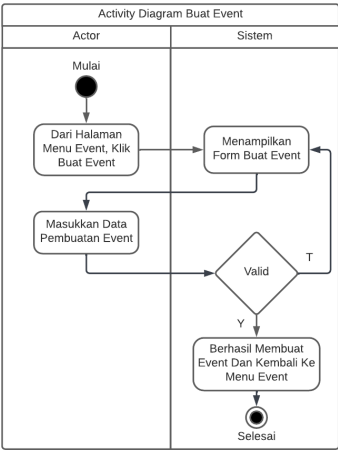 Activity Diagram Buat Event
Actor
Sistem
Mulai
Dari Halaman
Menu Event, Klik
Buat Event
Menampilkan
Form Buat Event
Masukkan Data
Pembuatan Event
Valid
T
Y
Berhasil Membuat
Event Dan Kembali Ke
Menu Event
Selesai